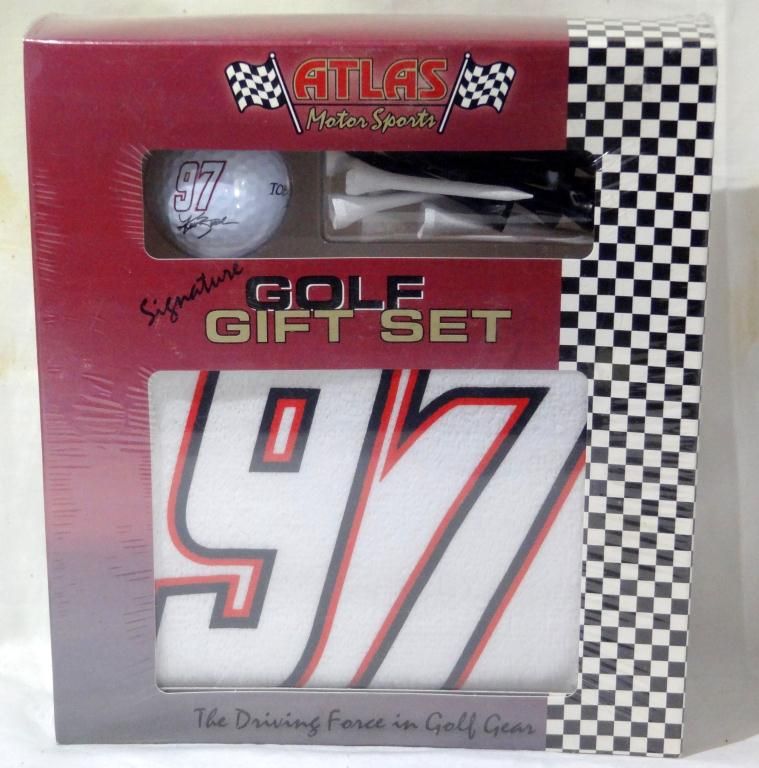 ATLAS
Motor Sports
97
Signature
GOLF
GIFT SET
97
The Driving Force in Golf Gear